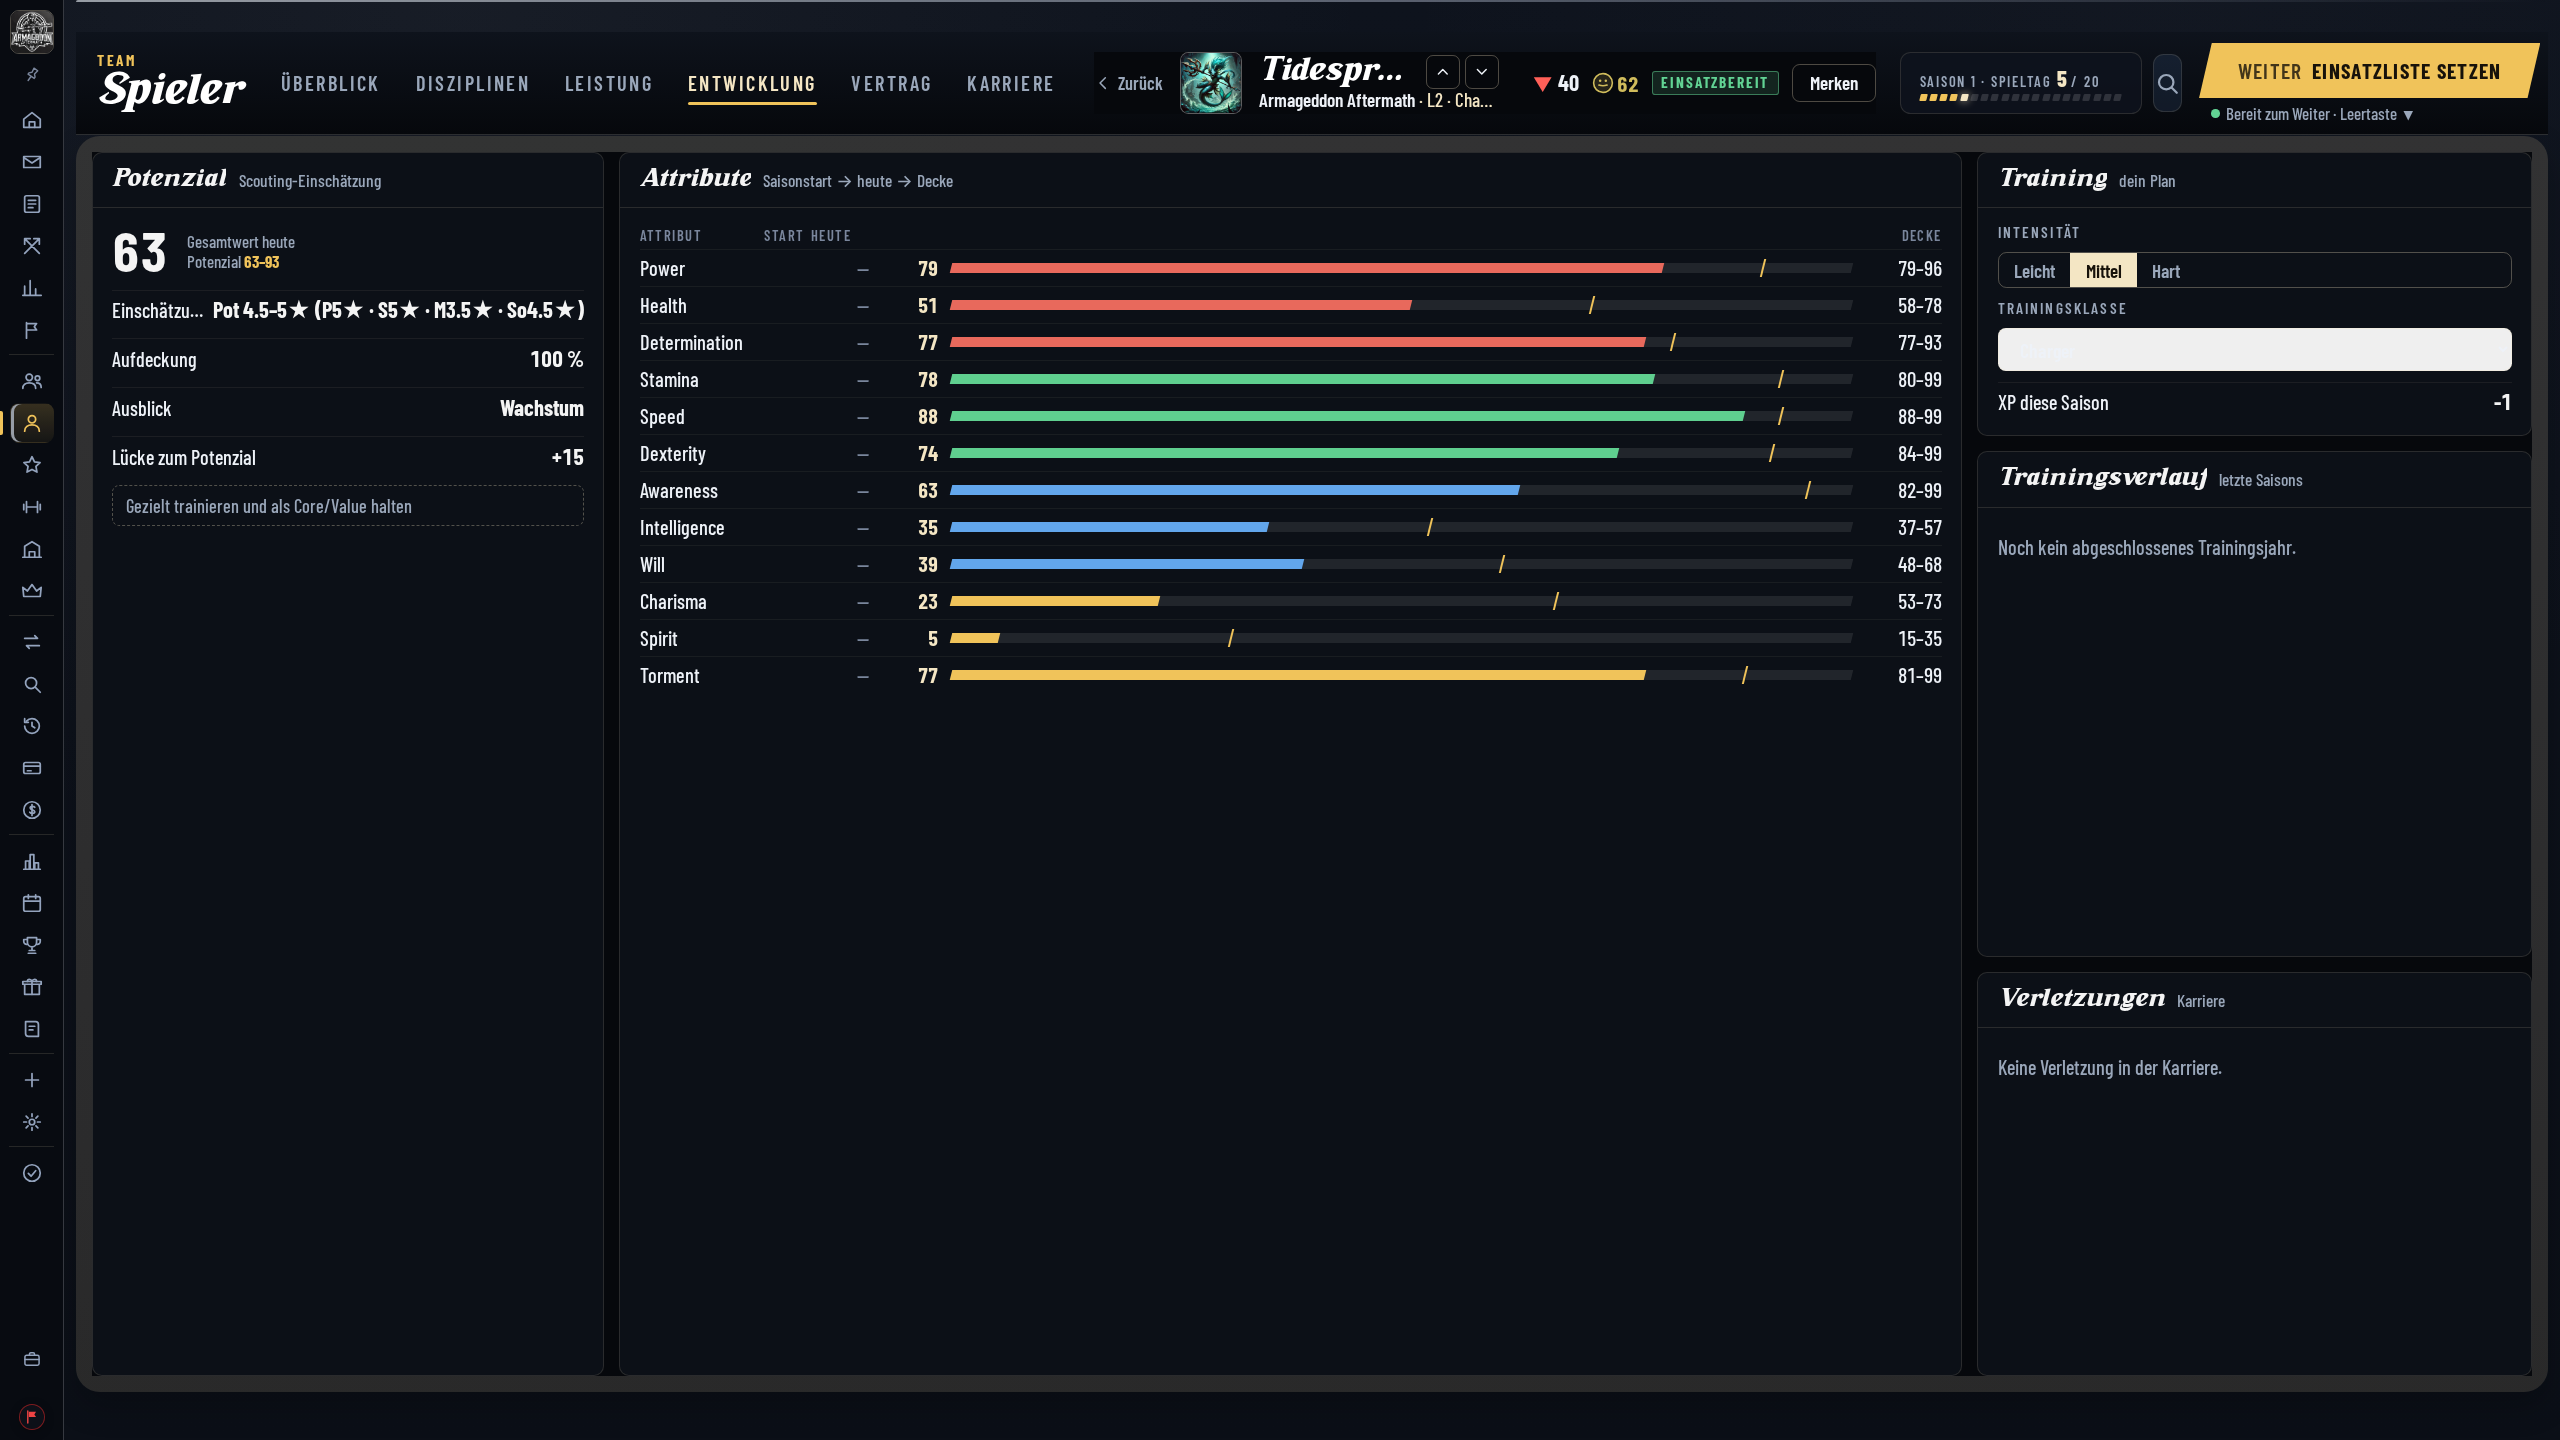 ARMAGEDDON
TEAM
Spieler
ÜBERBLICK
DISZIPLINEN
LEISTUNG
ENTWICKLUNG
VERTRAG
KARRIERE
Zurück
Tidespr...
Armageddon Aftermath · L2 · Cha...
40
62
EINSATZBEREIT
Merken
SAISON 1 · SPIELTAG 5 / 20
WEITER EINSATZLISTE SETZEN
Bereit zum Weiter · Leertaste ▼
Potenzial Scouting-Einschätzung
63
Gesamtwert heute
Potenzial 63–93
Einschätzu... Pot 4.5–5★ (P5★ · S5★ · M3.5★ · So4.5★)
Aufdeckung 100 %
Ausblick Wachstum
Lücke zum Potenzial +15
Gezielt trainieren und als Core/Value halten
Attribute Saisonstart → heute → Decke
ATTRIBUT START HEUTE DECKE
Power – 79 79–96
Health – 51 58–78
Determination – 77 77–93
Stamina – 78 80–99
Speed – 88 88–99
Dexterity – 74 84–99
Awareness – 63 82–99
Intelligence – 35 37–57
Will – 39 48–68
Charisma – 23 53–73
Spirit – 5 15–35
Torment – 77 81–99
Training dein Plan
INTENSITÄT
Leicht Mittel Hart
TRAININGSKLASSE
XP diese Saison -1
Trainingsverlauf letzte Saisons
Noch kein abgeschlossenes Trainingsjahr.
Verletzungen Karriere
Keine Verletzung in der Karriere.